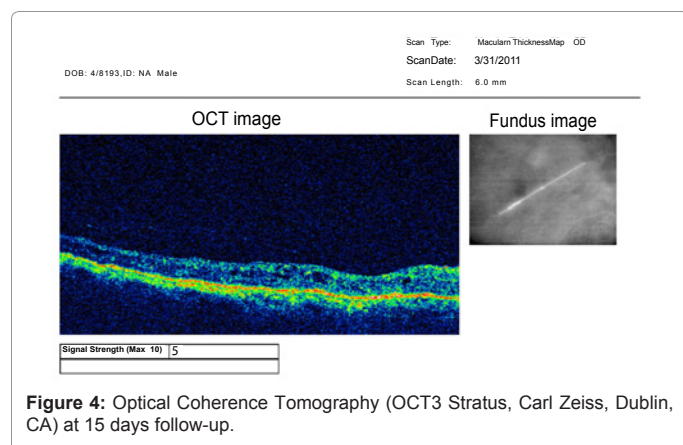 Scan Type: Macularn ThicknessMap OD
ScanDate: 3/31/2011
DOB: 4/8193,ID: NA Male
Scan Length: 6.0 mm
OCT image
Fundus image
Signal Strength (Max 10) 5
Figure 4: Optical Coherence Tomography (OCT3 Stratus, Carl Zeiss, Dublin,
CA) at 15 days follow-up.